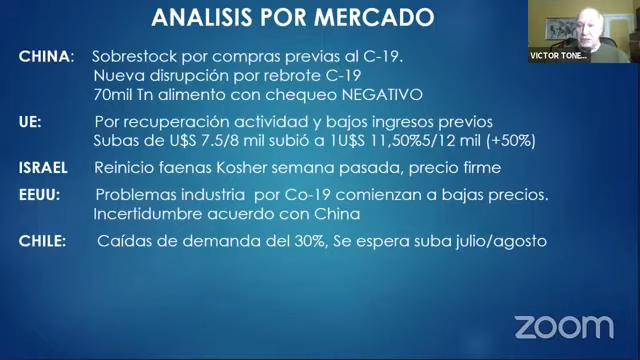 ANALISIS POR MERCADO
CHINA: Sobrestock por compras previas al C-19.
Nueva disrupción por rebrote C-19
70mil Tn alimento con chequeo NEGATIVO
UE: Por recuperación actividad y bajos ingresos previos
Subas de U$S 7.5/8 mil subió a 1U$S 11,50%5/12 mil (+50%)
ISRAEL Reinicio faenas Kosher semana pasada, precio firme
EEUU: Problemas industria por Co-19 comienzan a bajas precios.
Incertidumbre acuerdo con China
CHILE: Caídas de demanda del 30%, Se espera suba julio/agosto
VICTOR TONE...
zoom